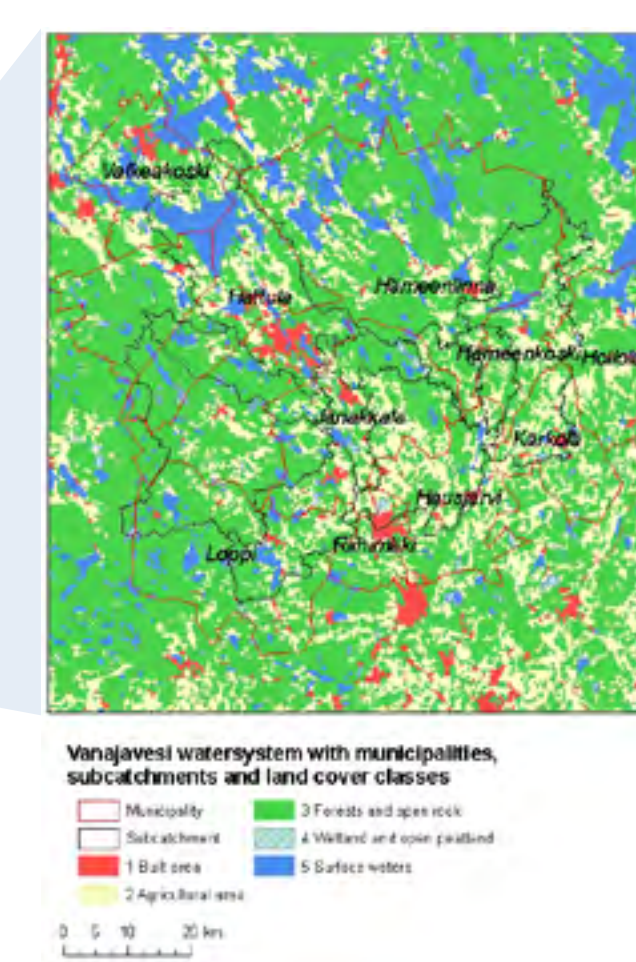 Valkeakoski
Hattula
Hämeenlinna
Hämeenkoski
Hollola
Janakkala
Kärkölä
Hausjärvi
Loppi
Riihimäki
Vanajavesi watersystem with municipalities,
subcatchments and land cover classes
Municipality
Subcatchment
1 Built area
2 Agricultural area
3 Forests and open rock
4 Wetland and open peatland
5 Surface waters
0 5 10 20 km